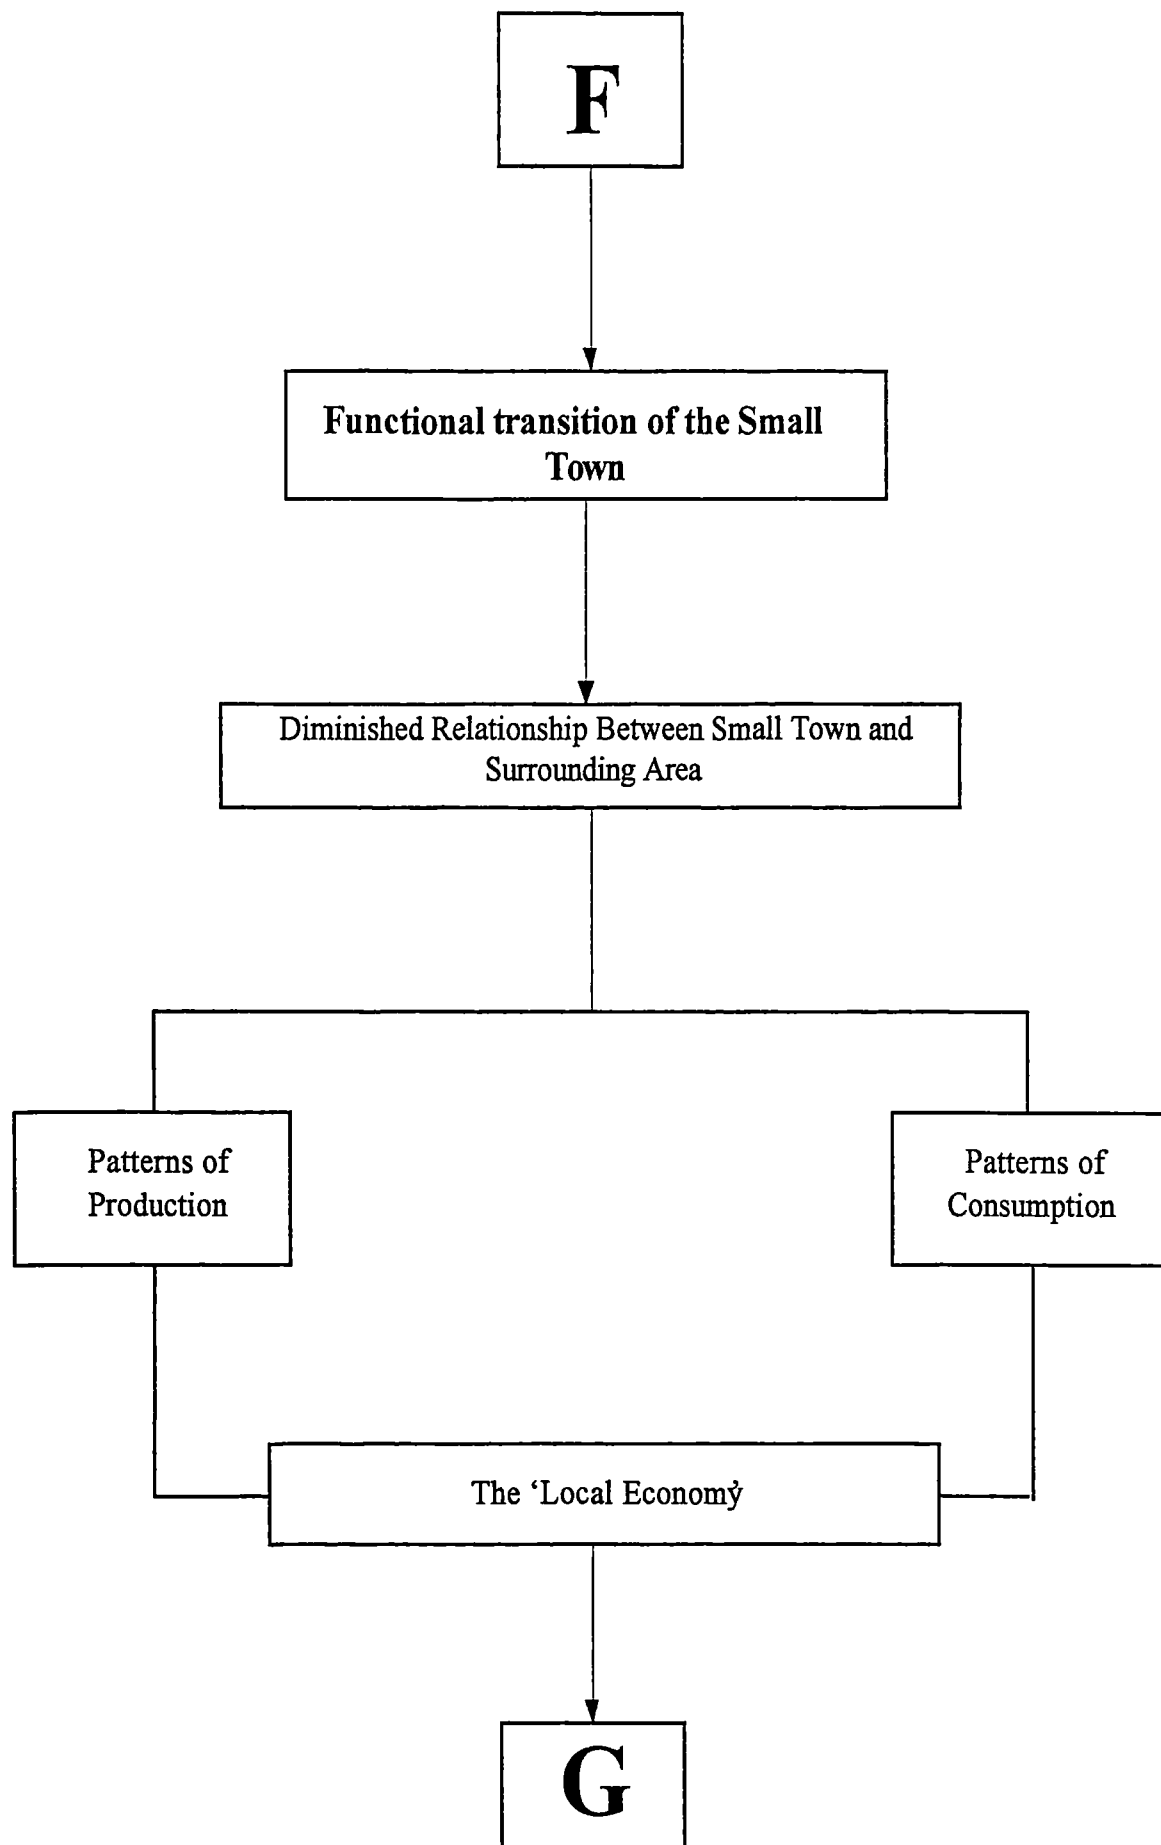 F
Functional transition of the Small
Town
Diminished Relationship Between Small Town and
Surrounding Area
Patterns of
Production
Patterns of
Consumption
The ‘Local Economy’
G